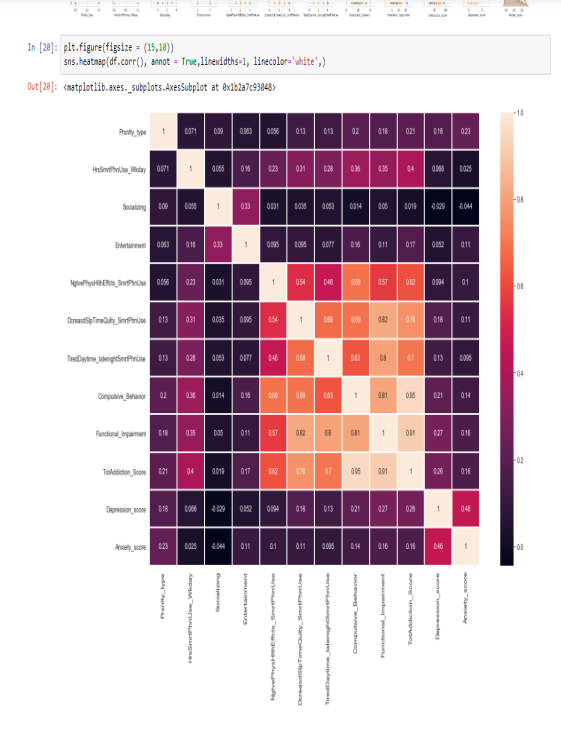 In [20]: plt.figure(figsize = (15,10))
sns.heatmap(df.corr(), annot = True,linewidths=1, linecolor='white',)
Out[20]: <matplotlib.axes._subplots.AxesSubplot at 0x1b2a7c93048>
Prsnlty_type 1 0.071 0.09 0.063 0.056 0.13 0.13 0.2 0.18 0.21 0.18 0.23
HrsSmrtPhnUse_Wkday 0.071 1 0.055 0.16 0.23 0.31 0.28 0.36 0.35 0.4 0.066 0.025
Socializing 0.09 0.055 1 0.33 0.031 0.035 0.053 0.014 0.05 0.019 -0.029 -0.044
Entertainment 0.063 0.16 0.33 1 0.095 0.095 0.077 0.16 0.11 0.17 0.052 0.11
NgtivePhysHlthEffcts_SmrtPhnUse 0.056 0.23 0.031 0.095 1 0.54 0.46 0.69 0.57 0.62 0.094 0.1
DcreasdSlpTimeQulty_SmrtPhnUse 0.13 0.31 0.035 0.095 0.54 1 0.68 0.69 0.82 0.76 0.18 0.11
TiredDaytime_latenightSmrtPhnUse 0.13 0.28 0.053 0.077 0.46 0.68 1 0.63 0.8 0.7 0.13 0.095
Compulsive_Behavior 0.2 0.36 0.014 0.16 0.69 0.69 0.63 1 0.81 0.95 0.21 0.14
Functional_Impairment 0.18 0.35 0.05 0.11 0.57 0.82 0.8 0.81 1 0.91 0.27 0.16
TotAddiction_Score 0.21 0.4 0.019 0.17 0.62 0.76 0.7 0.95 0.91 1 0.26 0.16
Depression_score 0.18 0.066 -0.029 0.052 0.094 0.18 0.13 0.21 0.27 0.26 1 0.46
Anxiety_score 0.23 0.025 -0.044 0.11 0.1 0.11 0.095 0.14 0.16 0.16 0.46 1
Prsnlty_type
HrsSmrtPhnUse_Wkday
Socializing
Entertainment
NgtivePhysHlthEffcts_SmrtPhnUse
DcreasdSlpTimeQulty_SmrtPhnUse
TiredDaytime_latenightSmrtPhnUse
Compulsive_Behavior
Functional_Impairment
TotAddiction_Score
Depression_score
Anxiety_score
1.0
0.8
0.6
0.4
0.2
0.0